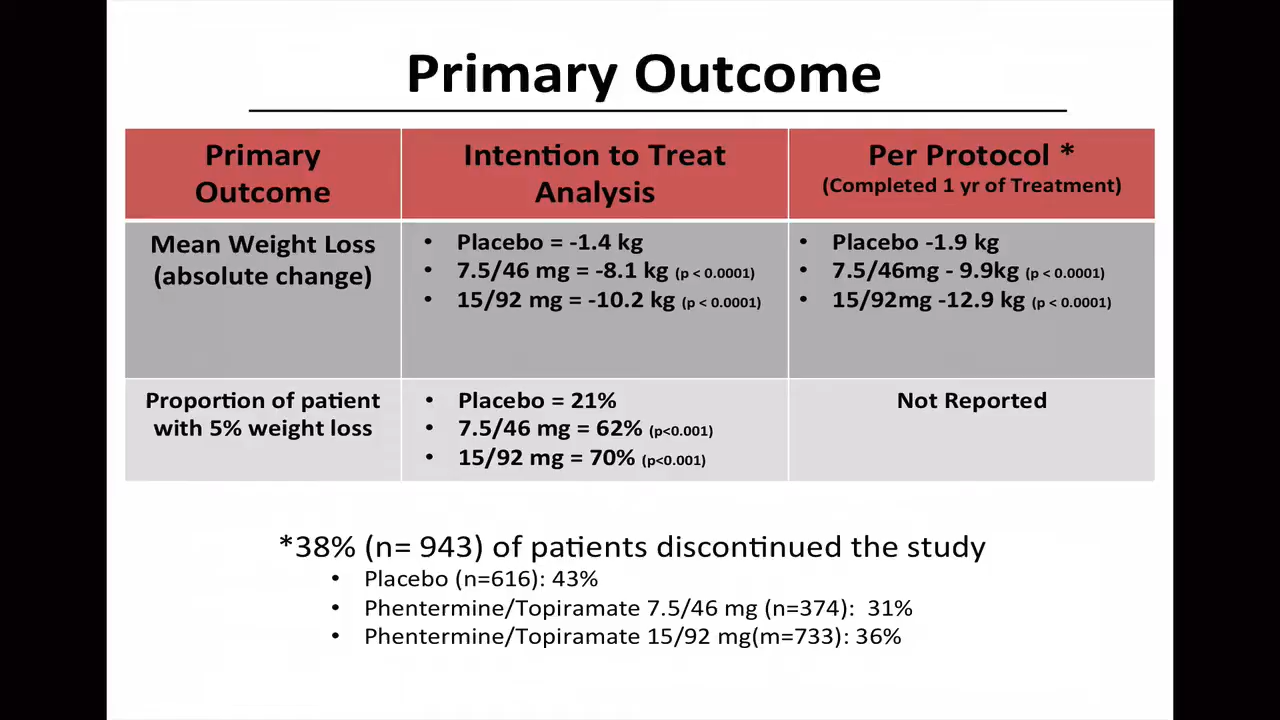 Primary Outcome
Primary
Outcome
Intention to Treat
Analysis
Per Protocol *
(Completed 1 yr of Treatment)
Mean Weight Loss
(absolute change)
• Placebo = -1.4 kg
• 7.5/46 mg = -8.1 kg (p < 0.0001)
• 15/92 mg = -10.2 kg (p < 0.0001)
• Placebo -1.9 kg
• 7.5/46mg - 9.9kg (p < 0.0001)
• 15/92mg -12.9 kg (p < 0.0001)
Proportion of patient
with 5% weight loss
• Placebo = 21%
• 7.5/46 mg = 62% (p<0.001)
• 15/92 mg = 70% (p<0.001)
Not Reported
*38% (n= 943) of patients discontinued the study
• Placebo (n=616): 43%
• Phentermine/Topiramate 7.5/46 mg (n=374): 31%
• Phentermine/Topiramate 15/92 mg(m=733): 36%